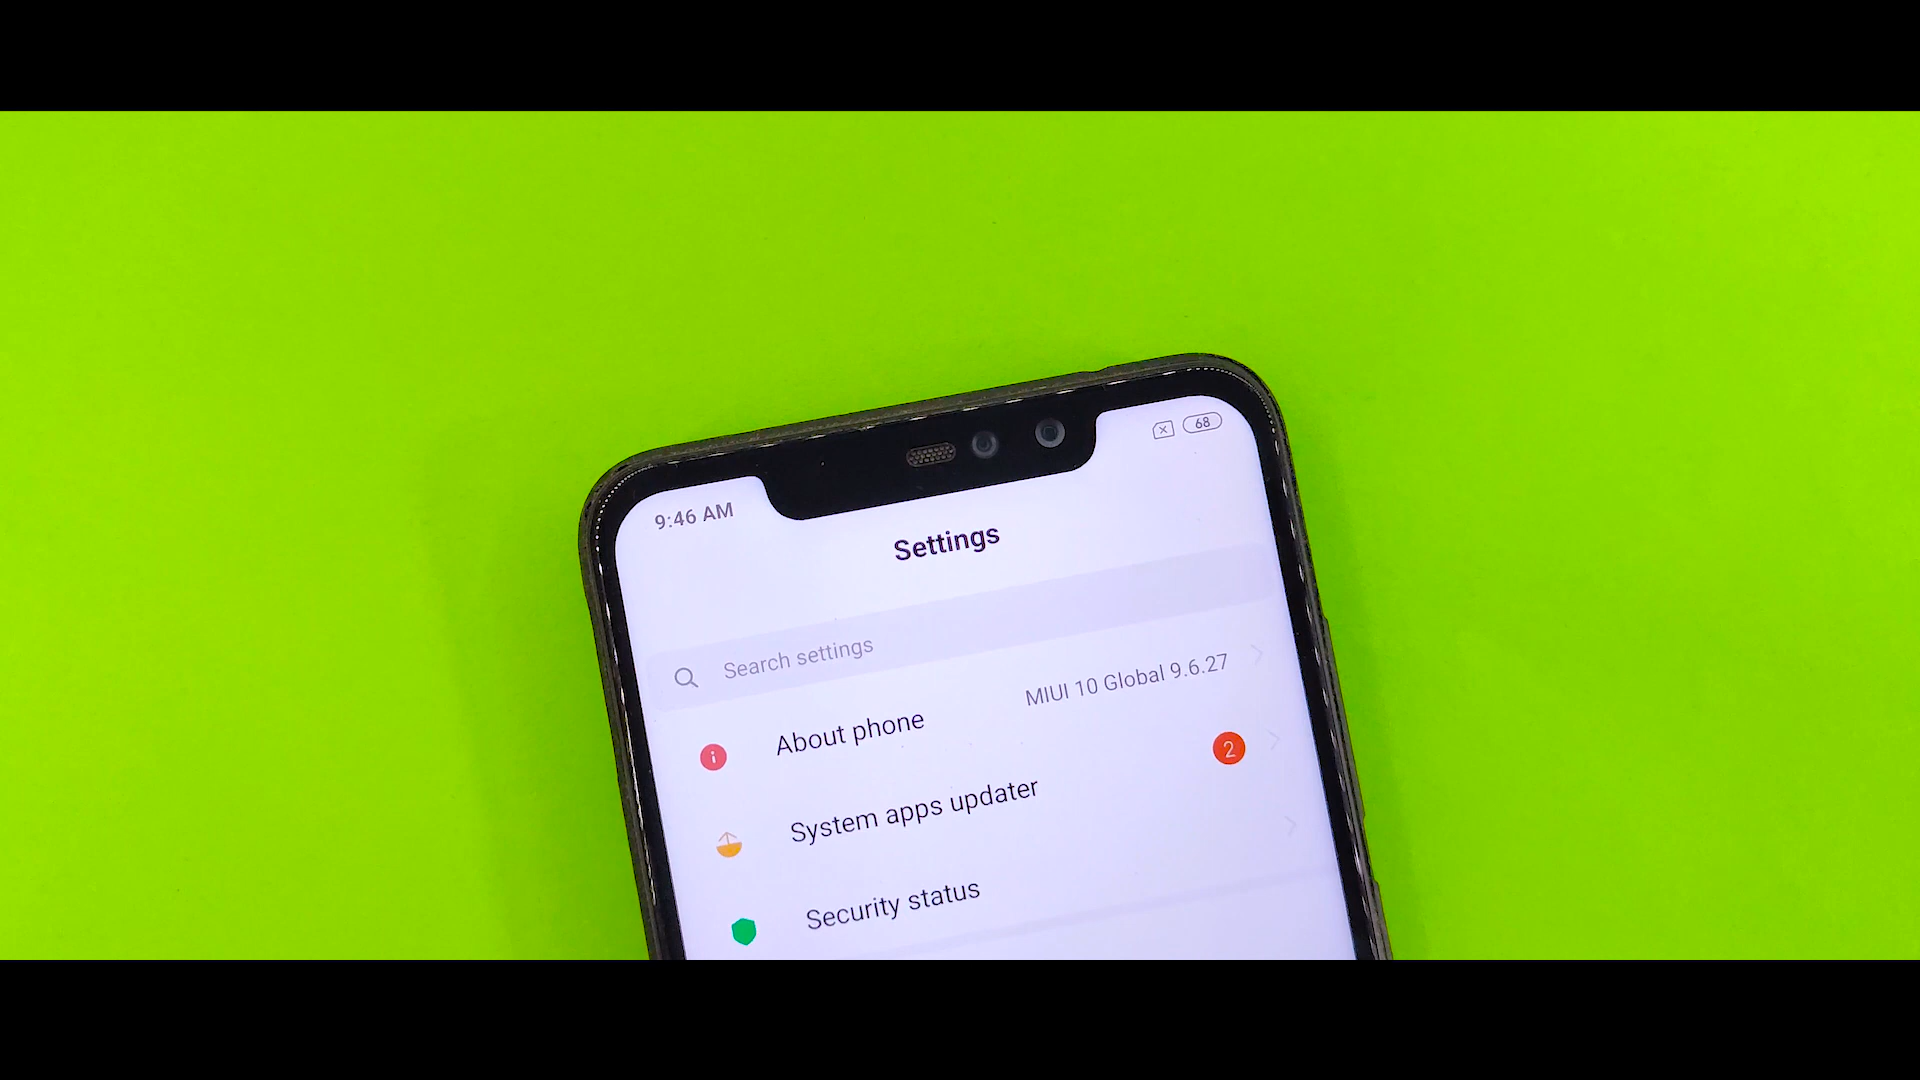 9:46 AM
68
Settings
Search settings
About phone
MIUI 10 Global 9.6.27
System apps updater
2
Security status